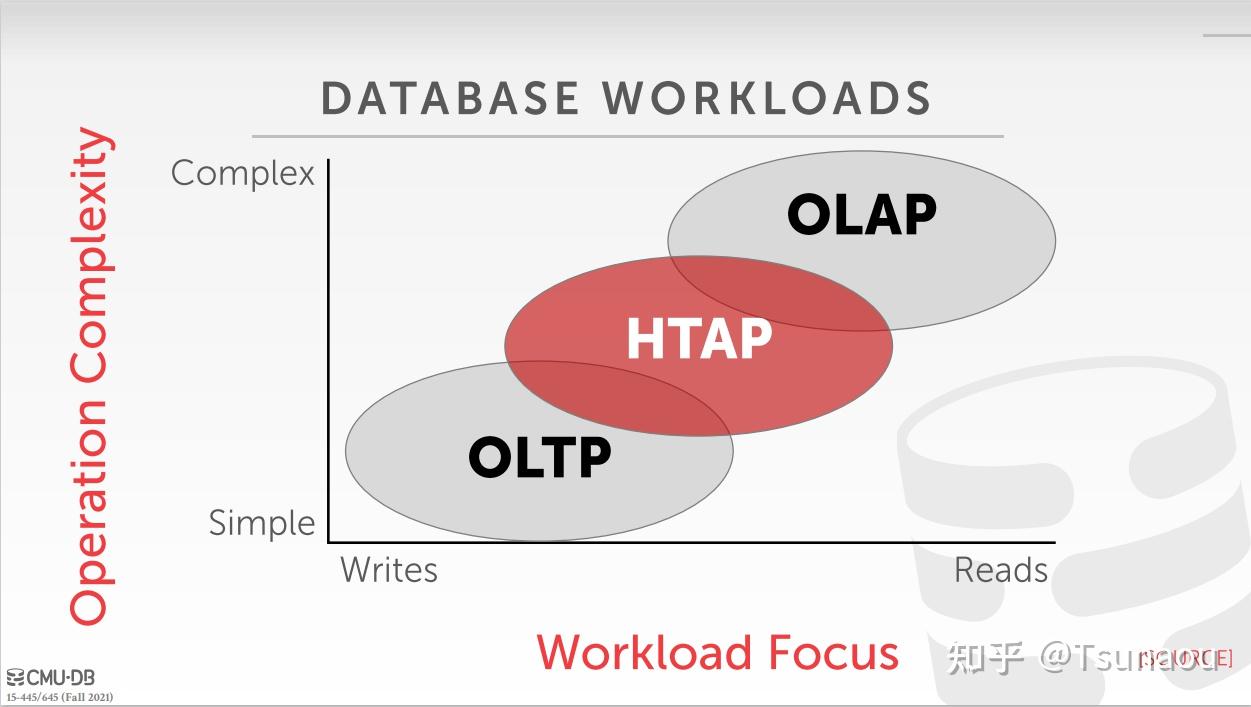 DATABASE WORKLOADS
Operation Complexity
Complex
OLAP
HTAP
OLTP
Simple
Writes
Reads
Workload Focus
知乎 @Tsunaou
[SOURCE]
CMU·DB
15-445/645 (Fall 2021)